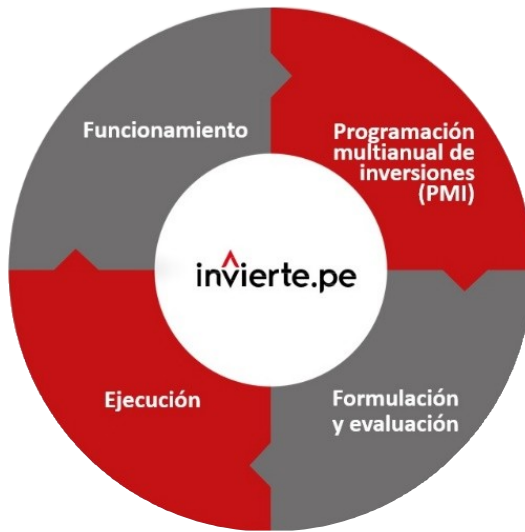 Funcionamiento
Programación
multianual de
inversiones
(PMI)
invierte.pe
Ejecución
Formulación
y evaluación